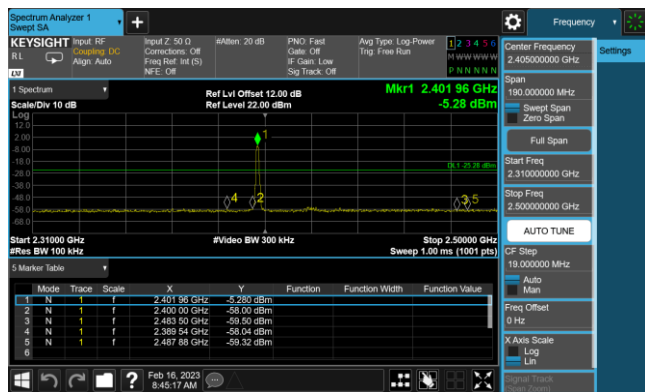 Spectrum Analyzer 1
Swept SA
Frequency
KEYSIGHT Input: RF Input Z: 50 Ω #Atten: 20 dB PNO: Fast Avg Type: Log-Power 1 2 3 4 5 6
RL Coupling: DC Corrections: Off Gate: Off Trig: Free Run M W W W W W
Align: Auto Freq Ref: Int (S) IF Gain: Low P N N N N N
NFE: Off Sig Track: Off
LXI
Center Frequency
2.405000000 GHz
Settings
1 Spectrum
Ref Lvl Offset 12.00 dB
Mkr1 2.401 96 GHz
Scale/Div 10 dB
Ref Level 22.00 dBm
-5.28 dBm
Span
190.000000 MHz
Swept Span
Zero Span
Log
12.0
2.00
-8.00
-18.0
-28.0
-38.0
-48.0
-58.0
-68.0
1
DL1 -25.28 dBm
4 2 3 5
Full Span
Start Freq
2.310000000 GHz
Stop Freq
2.500000000 GHz
AUTO TUNE
Start 2.31000 GHz #Video BW 300 kHz Stop 2.50000 GHz
#Res BW 100 kHz Sweep 1.00 ms (1001 pts)
CF Step
19.000000 MHz
Auto
Man
5 Marker Table
Mode Trace Scale X Y Function Function Width Function Value
1 N 1 f 2.401 96 GHz -5.280 dBm
2 N 1 f 2.400 00 GHz -58.00 dBm
3 N 1 f 2.483 50 GHz -59.50 dBm
4 N 1 f 2.389 54 GHz -58.04 dBm
5 N 1 f 2.487 88 GHz -59.32 dBm
6
Freq Offset
0 Hz
X Axis Scale
Log
Lin
Signal Track
(Span Zoom)
Feb 16, 2023
8:45:17 AM